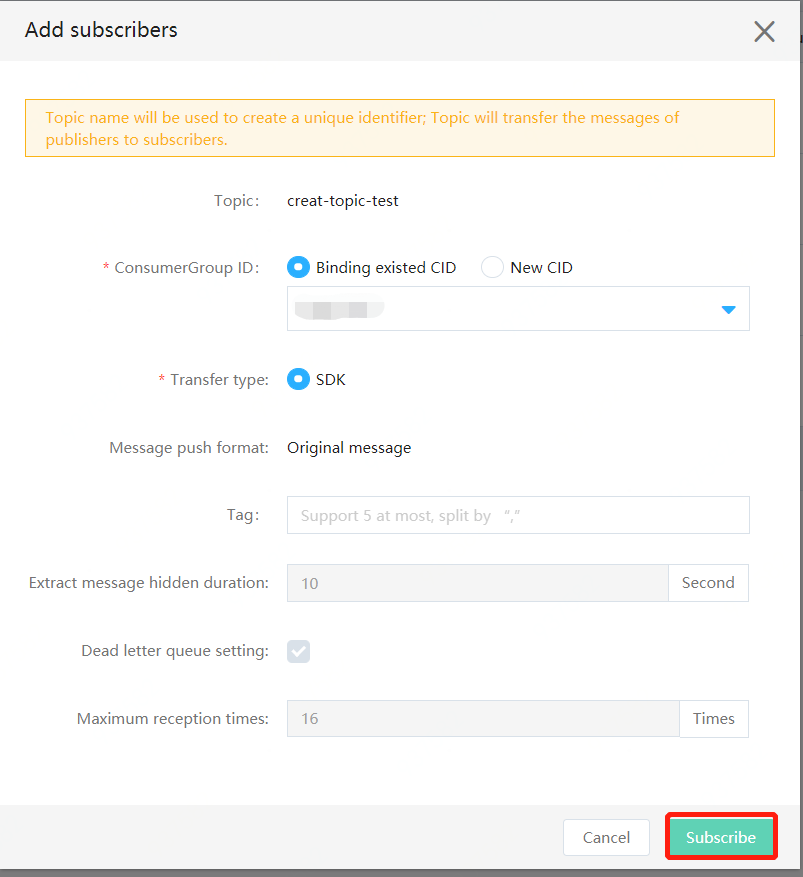 Add subscribers
Topic name will be used to create a unique identifier; Topic will transfer the messages of
publishers to subscribers.
Topic: creat-topic-test
* ConsumerGroup ID: Binding existed CID New CID
* Transfer type: SDK
Message push format: Original message
Tag: Support 5 at most, split by “,”
Extract message hidden duration: 10 Second
Dead letter queue setting:
Maximum reception times: 16 Times
Cancel Subscribe